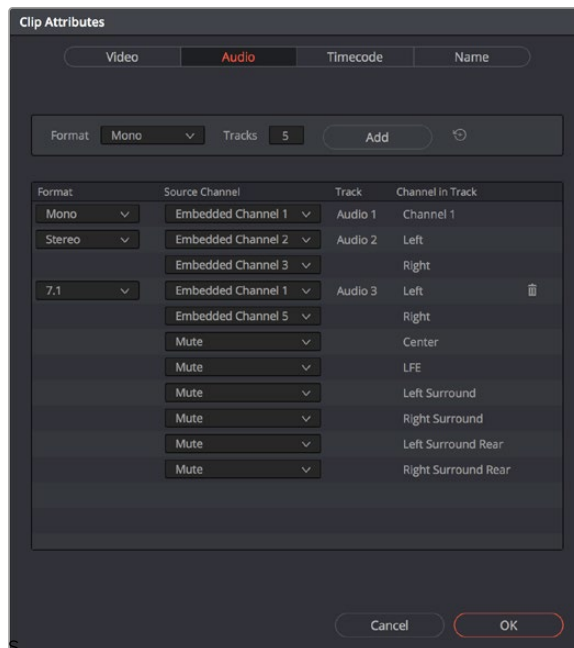 Clip Attributes
Video Audio Timecode Name
Format Mono Tracks 5 Add
Format Source Channel Track Channel in Track
Mono Embedded Channel 1 Audio 1 Channel 1
Stereo Embedded Channel 2 Audio 2 Left
Embedded Channel 3 Right
7.1 Embedded Channel 1 Audio 3 Left
Embedded Channel 5 Right
Mute Center
Mute LFE
Mute Left Surround
Mute Right Surround
Mute Left Surround Rear
Mute Right Surround Rear
Cancel OK
S